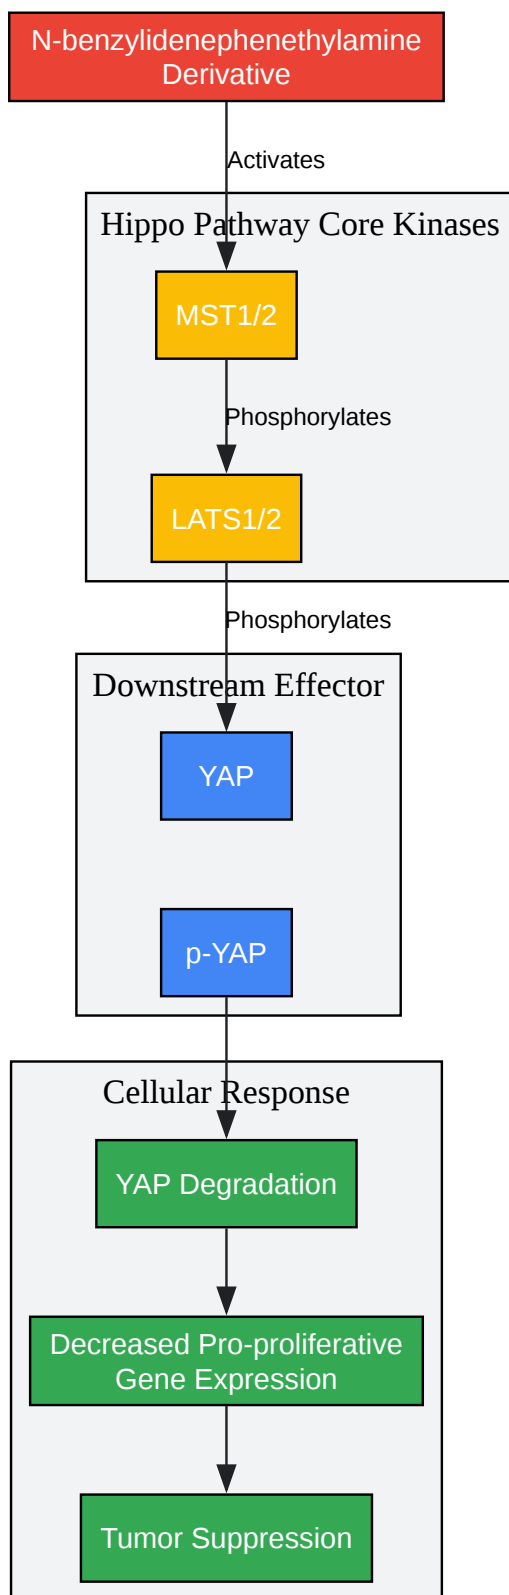 N-benzylidenephenethylamine
Derivative
Activates
Hippo Pathway Core Kinases
MST1/2
Phosphorylates
LATS1/2
Phosphorylates
Downstream Effector
YAP
p-YAP
Cellular Response
YAP Degradation
Decreased Pro-proliferative
Gene Expression
Tumor Suppression